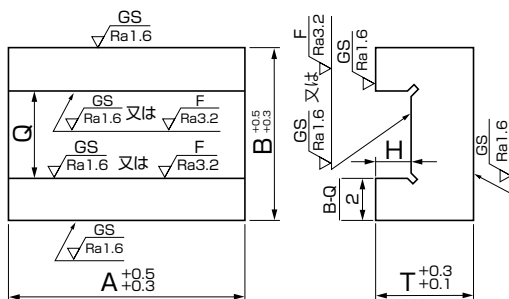 GS
Ra1.6
GS
Ra1.6 又は F
Ra3.2
GS
Ra1.6 又は F
Ra3.2
GS
Ra1.6
Q
B +0.5 +0.3
A +0.5 +0.3
GS
Ra1.6 又は F
Ra3.2
GS
Ra1.6
H
B-Q
2
GS
Ra1.6
T +0.3 +0.1